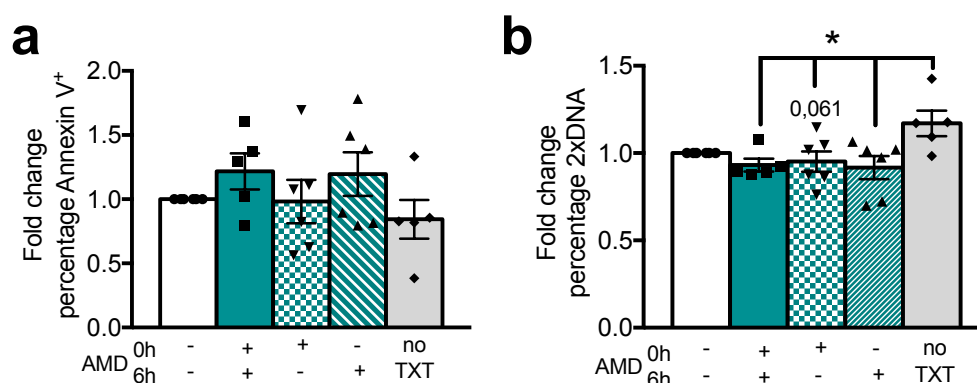 a
Fold change
percentage Annexin V+
2.0
1.5
1.0
0.5
0.0
AMD
0h - + + - no
6h - + - + TXT
b
Fold change
percentage 2xDNA
*
0,061
1.5
1.0
0.5
0.0
AMD
0h - + + - no
6h - + - + TXT